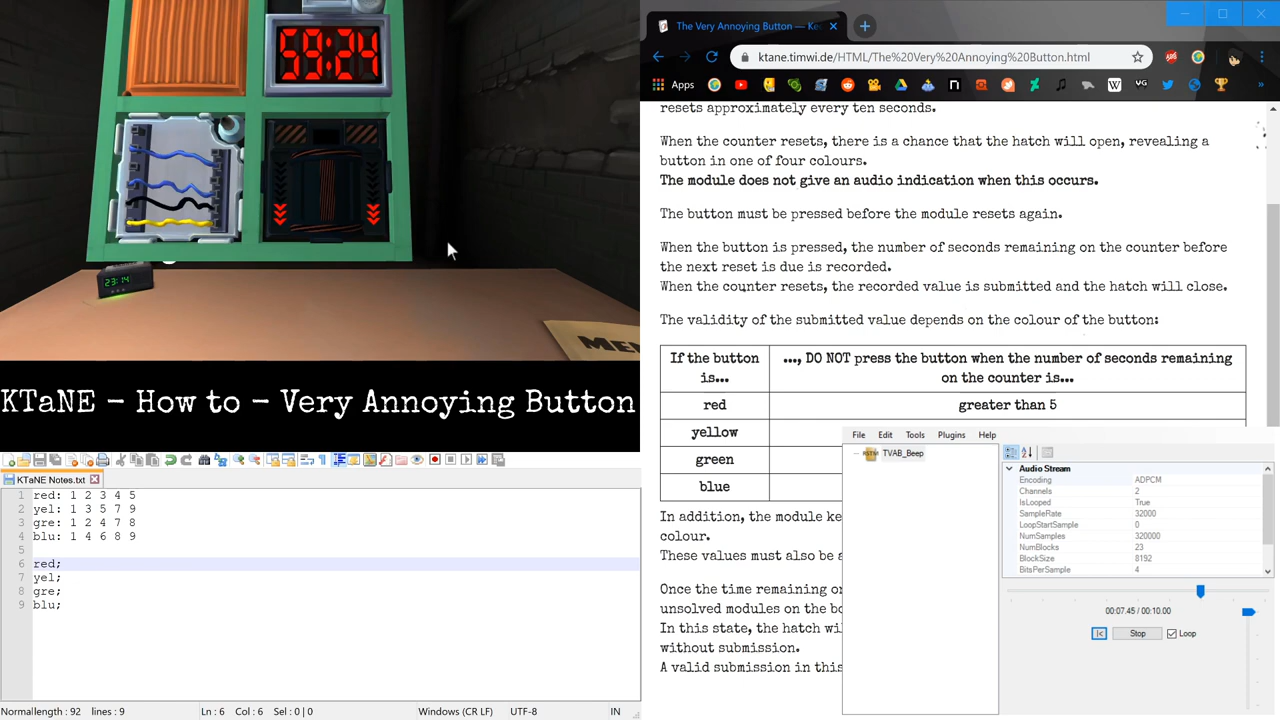 59:24
23:14
KTaNE - How to - Very Annoying Button
KTaNE Notes.txt
1 red: 1 2 3 4 5
2 yel: 1 3 5 7 9
3 gre: 1 2 4 7 8
4 blu: 1 4 6 8 9
5
6 red;
7 yel;
8 gre;
9 blu;
Normal length : 92 lines : 9 Ln : 6 Col : 6 Sel : 0 | 0 Windows (CR LF) UTF-8 IN
The Very Annoying Button — Ke
ktane.timwi.de/HTML/The%20Very%20Annoying%20Button.html
Apps
resets approximately every ten seconds.
When the counter resets, there is a chance that the hatch will open, revealing a
button in one of four colours.
The module does not give an audio indication when this occurs.
The button must be pressed before the module resets again.
When the button is pressed, the number of seconds remaining on the counter before
the next reset is due is recorded.
When the counter resets, the recorded value is submitted and the hatch will close.
The validity of the submitted value depends on the colour of the button:
If the button is... ..., DO NOT press the button when the number of seconds remaining on the counter is...
red greater than 5
yellow
green
blue
In addition, the module ke
colour.
These values must also be a
Once the time remaining or
unsolved modules on the bo
In this state, the hatch wil
without submission.
A valid submission in this
File Edit Tools Plugins Help
RSTM TVAB_Beep
Audio Stream
Encoding ADPCM
Channels 2
IsLooped True
SampleRate 32000
LoopStartSample 0
NumSamples 320000
NumBlocks 23
BlockSize 8192
BitsPerSample 4
00:07.45 / 00:10.00
Stop Loop